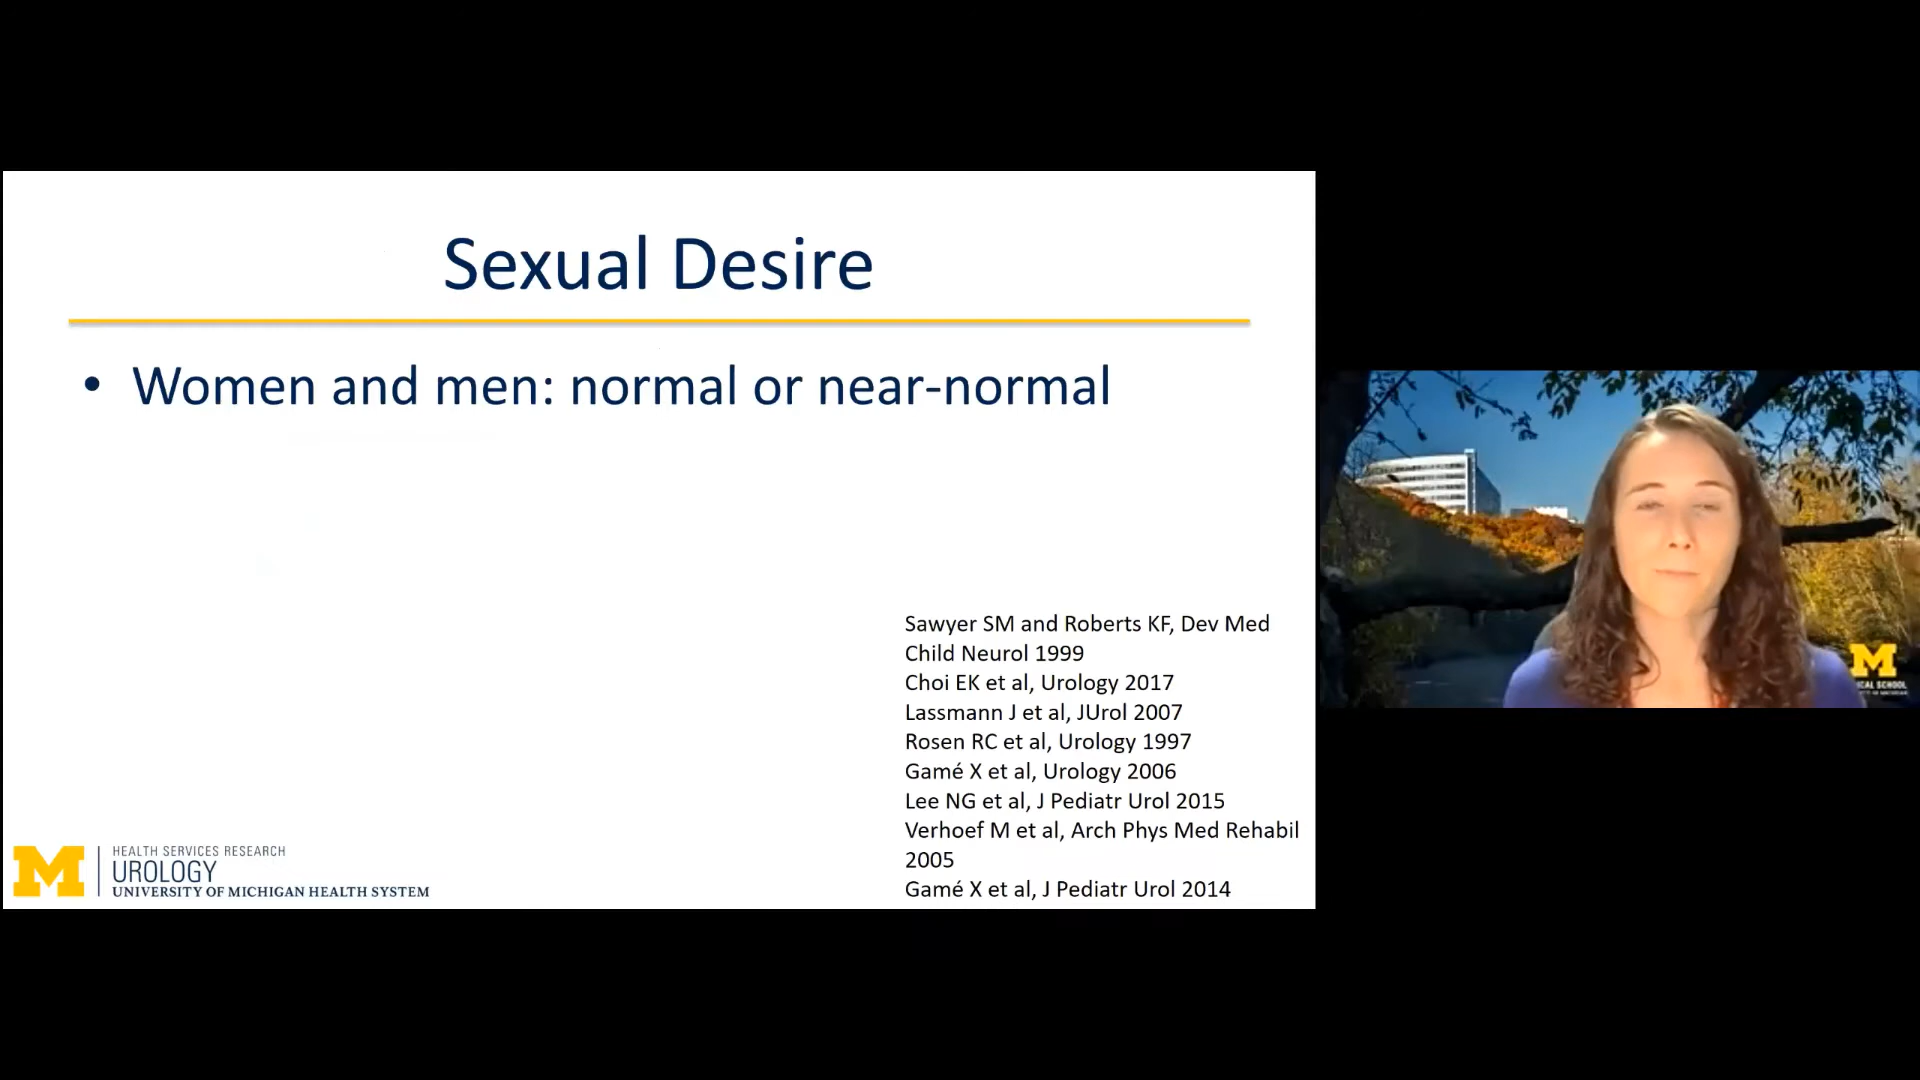 Sexual Desire
• Women and men: normal or near-normal
Sawyer SM and Roberts KF, Dev Med
Child Neurol 1999
Choi EK et al, Urology 2017
Lassmann J et al, JUrol 2007
Rosen RC et al, Urology 1997
Gamé X et al, Urology 2006
Lee NG et al, J Pediatr Urol 2015
Verhoef M et al, Arch Phys Med Rehabil
2005
Gamé X et al, J Pediatr Urol 2014
M
HEALTH SERVICES RESEARCH
UROLOGY
UNIVERSITY OF MICHIGAN HEALTH SYSTEM
M
SCHOOL